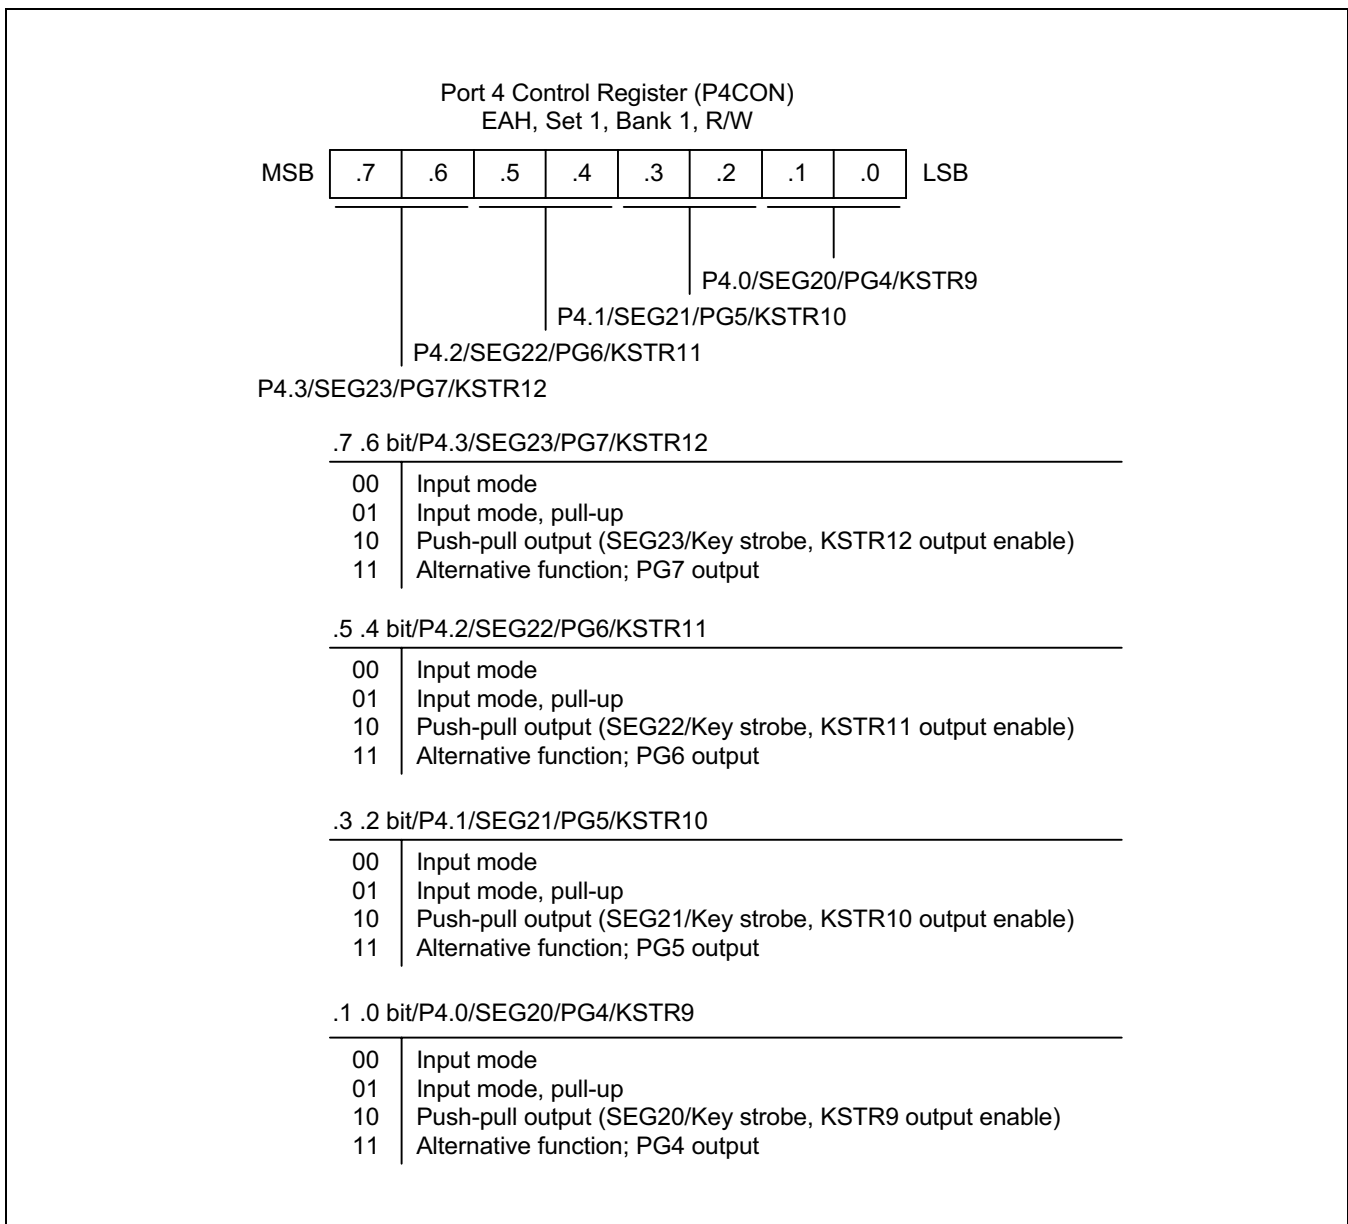 Port 4 Control Register (P4CON)
EAH, Set 1, Bank 1, R/W
MSB .7 .6 .5 .4 .3 .2 .1 .0 LSB
P4.0/SEG20/PG4/KSTR9
P4.1/SEG21/PG5/KSTR10
P4.2/SEG22/PG6/KSTR11
P4.3/SEG23/PG7/KSTR12
.7 .6 bit/P4.3/SEG23/PG7/KSTR12
00 Input mode
01 Input mode, pull-up
10 Push-pull output (SEG23/Key strobe, KSTR12 output enable)
11 Alternative function; PG7 output
.5 .4 bit/P4.2/SEG22/PG6/KSTR11
00 Input mode
01 Input mode, pull-up
10 Push-pull output (SEG22/Key strobe, KSTR11 output enable)
11 Alternative function; PG6 output
.3 .2 bit/P4.1/SEG21/PG5/KSTR10
00 Input mode
01 Input mode, pull-up
10 Push-pull output (SEG21/Key strobe, KSTR10 output enable)
11 Alternative function; PG5 output
.1 .0 bit/P4.0/SEG20/PG4/KSTR9
00 Input mode
01 Input mode, pull-up
10 Push-pull output (SEG20/Key strobe, KSTR9 output enable)
11 Alternative function; PG4 output